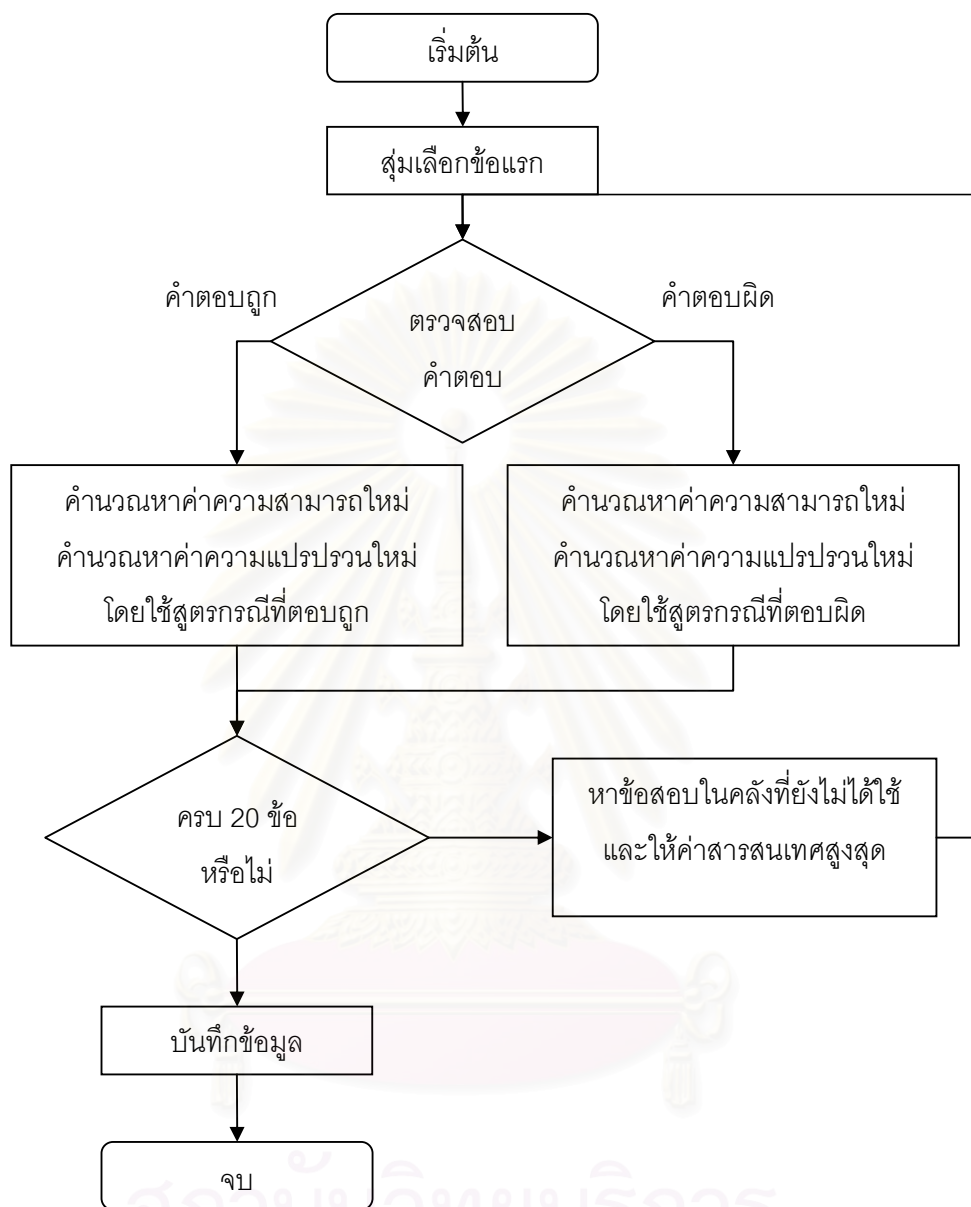 เริ่มต้น
สุ่มเลือกข้อแรก
คำตอบถูก
คำตอบผิด
ตรวจสอบ
คำตอบ
คำนวณหาค่าความสามารถใหม่
คำนวณหาค่าความแปรปรวนใหม่
โดยใช้สูตรกรณีที่ตอบถูก
คำนวณหาค่าความสามารถใหม่
คำนวณหาค่าความแปรปรวนใหม่
โดยใช้สูตรกรณีที่ตอบผิด
ครบ 20 ข้อ
หรือไม่
หาข้อสอบในคลังที่ยังไม่ได้ใช้
และให้ค่าสารสนเทศสูงสุด
บันทึกข้อมูล
จบ